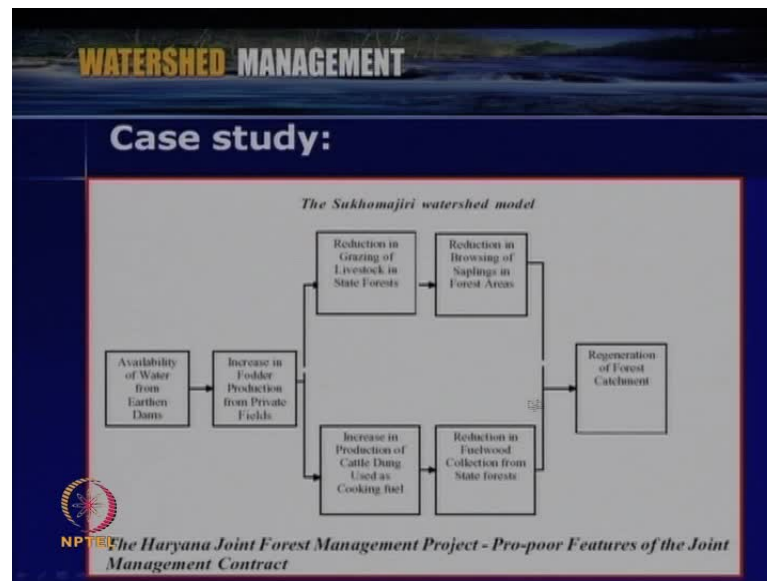 WATERSHED MANAGEMENT
Case study:
The Sukhomajiri watershed model
Reduction in
Grazing of
Livestock in
State Forests
Reduction in
Browsing of
Saplings in
Forest Areas
Availability
of Water
from
Earthen
Dams
Increase in
Fodder
Production
from Private
Fields
Regeneration
of Forest
Catchment
Increase in
Production of
Cattle Dung
Used as
Cooking fuel
Reduction in
Fuelwood
Collection from
State forests
NPTEL
The Haryana Joint Forest Management Project - Pro-poor Features of the Joint
Management Contract